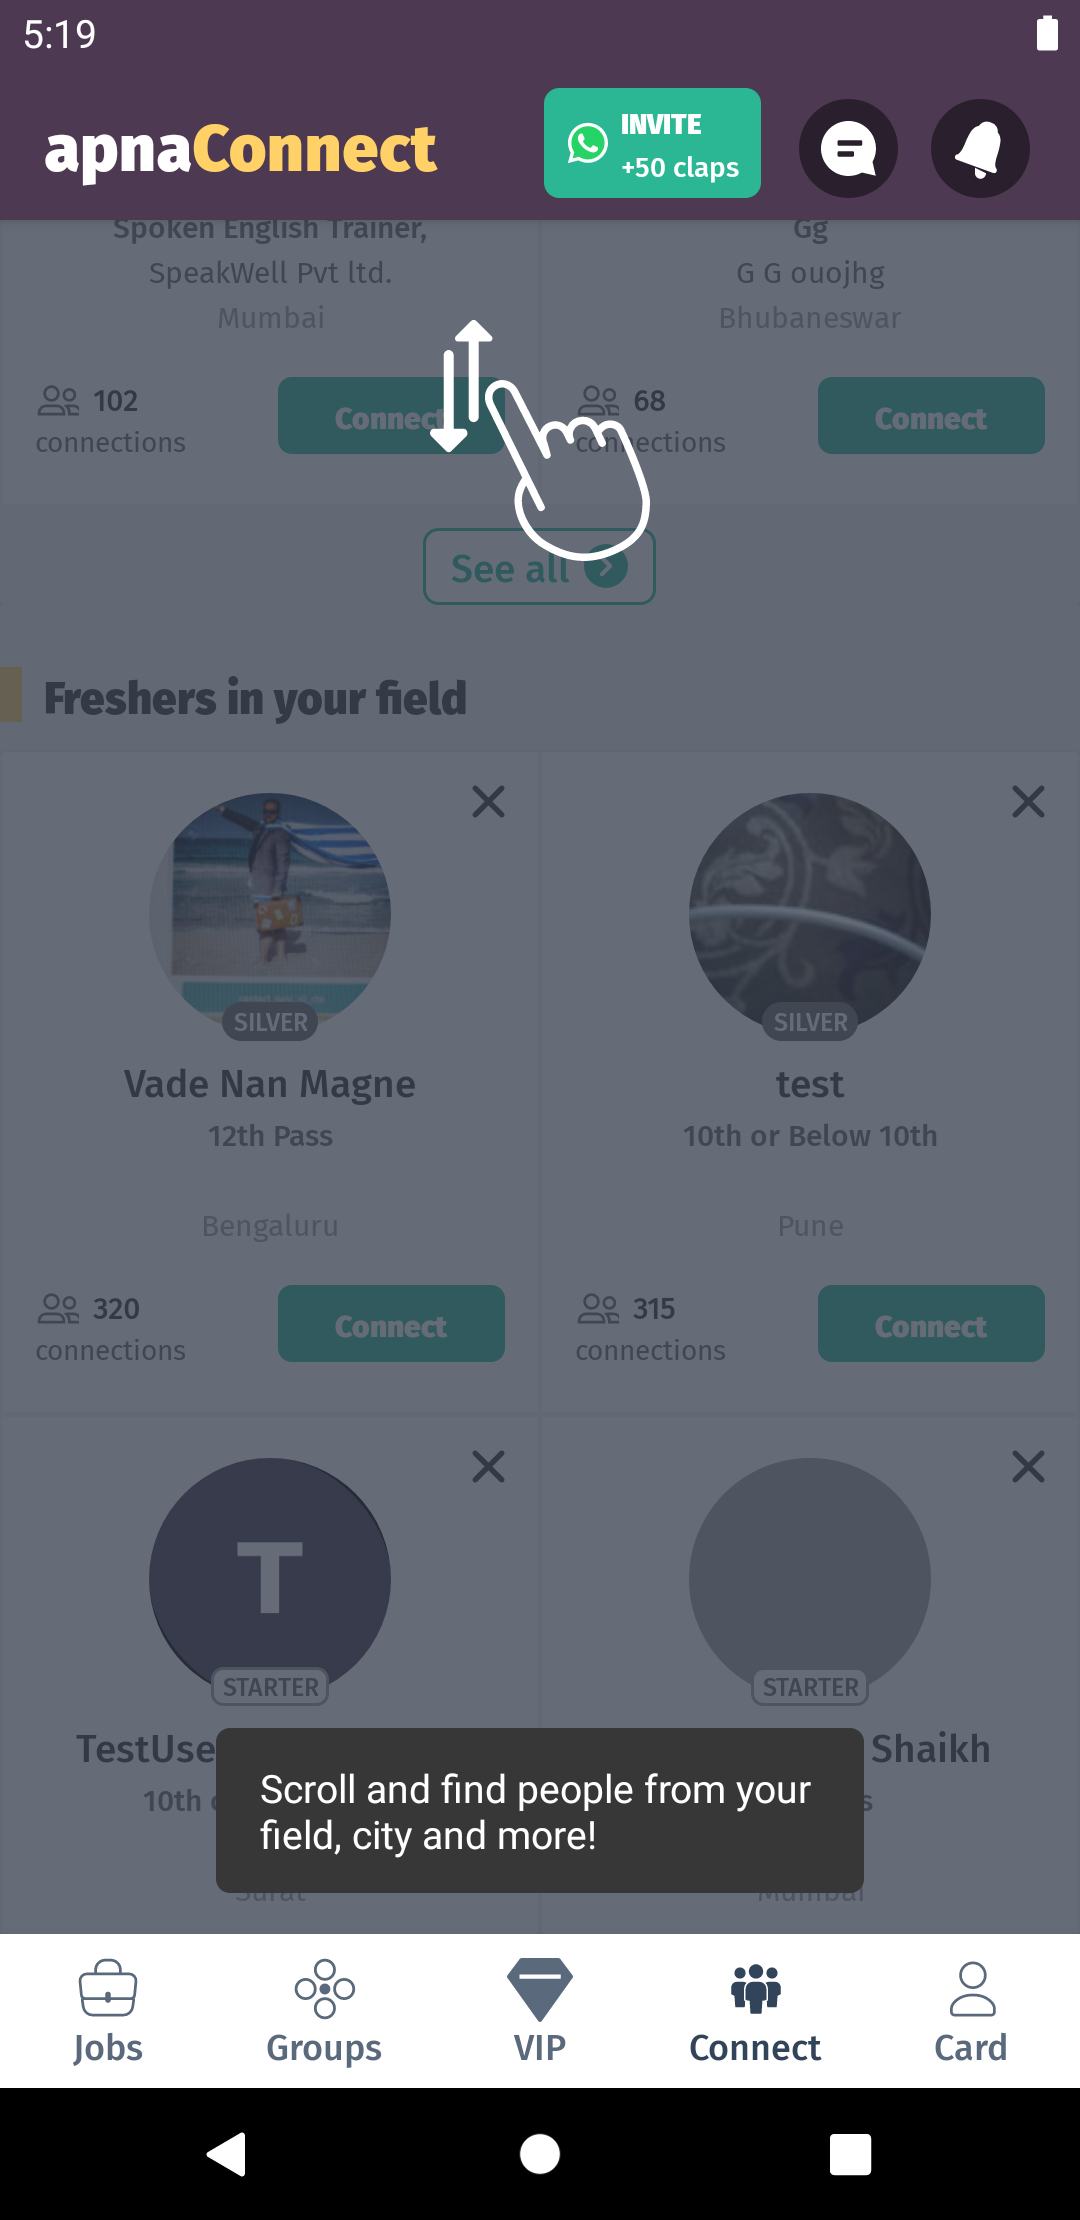 5:19
apnaConnect
INVITE
+50 claps
Spoken English Trainer,
SpeakWell Pvt ltd.
Mumbai
102
connections
Connect
Gg
G G ouojhg
Bhubaneswar
68
connections
Connect
See all
Freshers in your field
SILVER
Vade Nan Magne
12th Pass
Bengaluru
320
connections
Connect
SILVER
test
10th or Below 10th
Pune
315
connections
Connect
T
STARTER
TestUse
10th
Surat
STARTER
Shaikh
Mumbai
Scroll and find people from your
field, city and more!
Jobs
Groups
VIP
Connect
Card